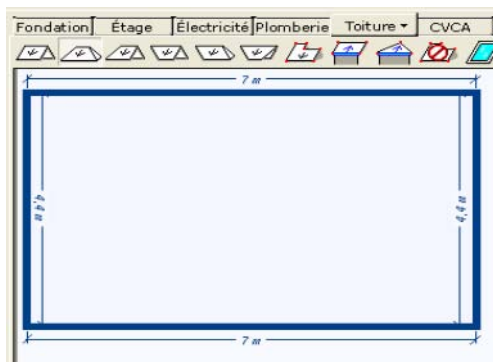 Fondation Étage Électricité Plomberie Toiture CVCA
7 m
4,4 m 4,4 m
7 m